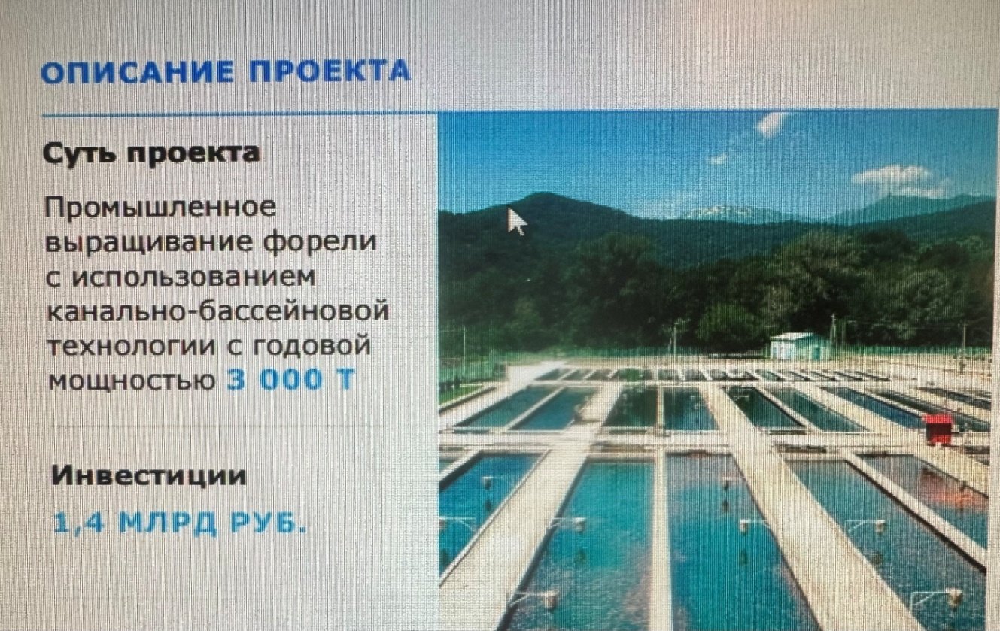 ОПИСАНИЕ ПРОЕКТА
Суть проекта
Промышленное
выращивание форели
с использованием
канально-бассейновой
технологии с годовой
мощностью 3 000 Т
Инвестиции
1,4 МЛРД РУБ.